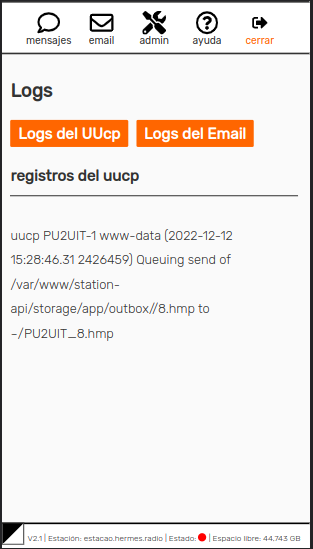 mensajes email admin ayuda cerrar
Logs
Logs del UUcp Logs del Email
registros del uucp
uucp PU2UIT-1 www-data (2022-12-12
15:28:46.31 2426459) Queuing send of
/var/www/station-
api/storage/app/outbox//8.hmp to
~/PU2UIT_8.hmp
V2.1 | Estación: estacao.hermes.radio | Estado: | Espacio libre: 44.743 GB